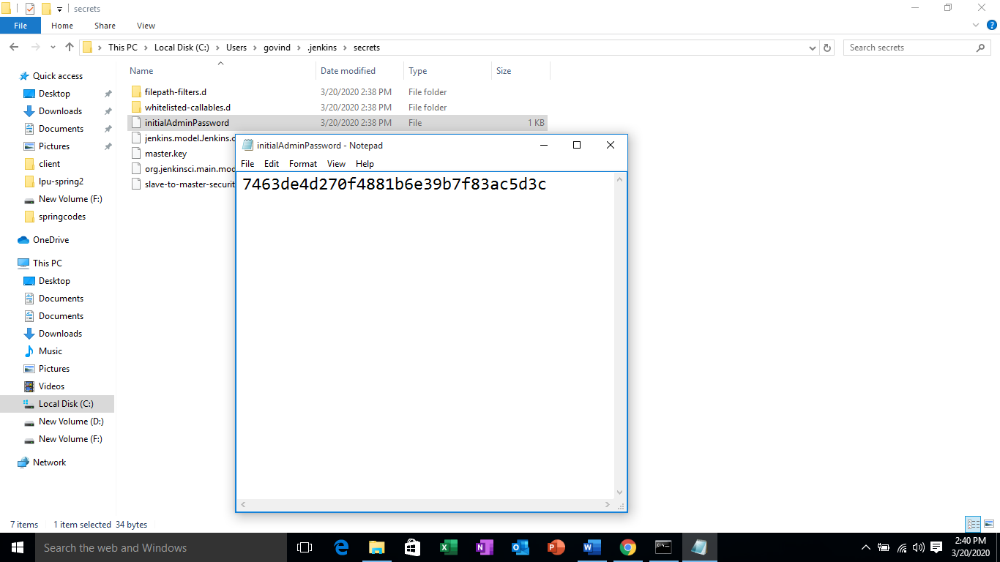 secrets
File Home Share View
This PC Local Disk (C:) Users govind .jenkins secrets
Search secrets
Name Date modified Type Size
Quick access
Desktop
Downloads
Documents
Pictures
client
lpu-spring2
New Volume (F:)
springcodes
OneDrive
This PC
Desktop
Documents
Documents
Downloads
Music
Pictures
Videos
Local Disk (C:)
New Volume (D:)
New Volume (F:)
Network
filepath-filters.d 3/20/2020 2:38 PM File folder
whitelisted-callables.d 3/20/2020 2:38 PM File folder
initialAdminPassword 3/20/2020 2:38 PM File 1 KB
jenkins.model.Jenkins.c
master.key
org.jenkinsci.main.mod
slave-to-master-securit
initialAdminPassword - Notepad
File Edit Format View Help
7463de4d270f4881b6e39b7f83ac5d3c
7 items 1 item selected 34 bytes
Search the web and Windows
2:40 PM
3/20/2020